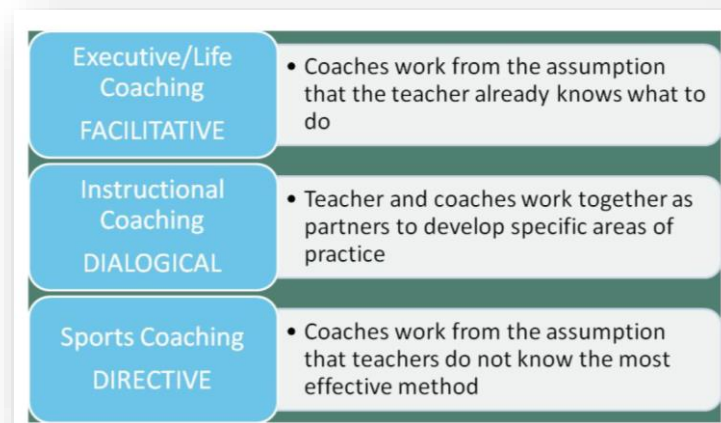 Executive/Life
Coaching
FACILITATIVE
• Coaches work from the assumption
that the teacher already knows what to
do
Instructional
Coaching
DIALOGICAL
• Teacher and coaches work together as
partners to develop specific areas of
practice
Sports Coaching
DIRECTIVE
• Coaches work from the assumption
that teachers do not know the most
effective method